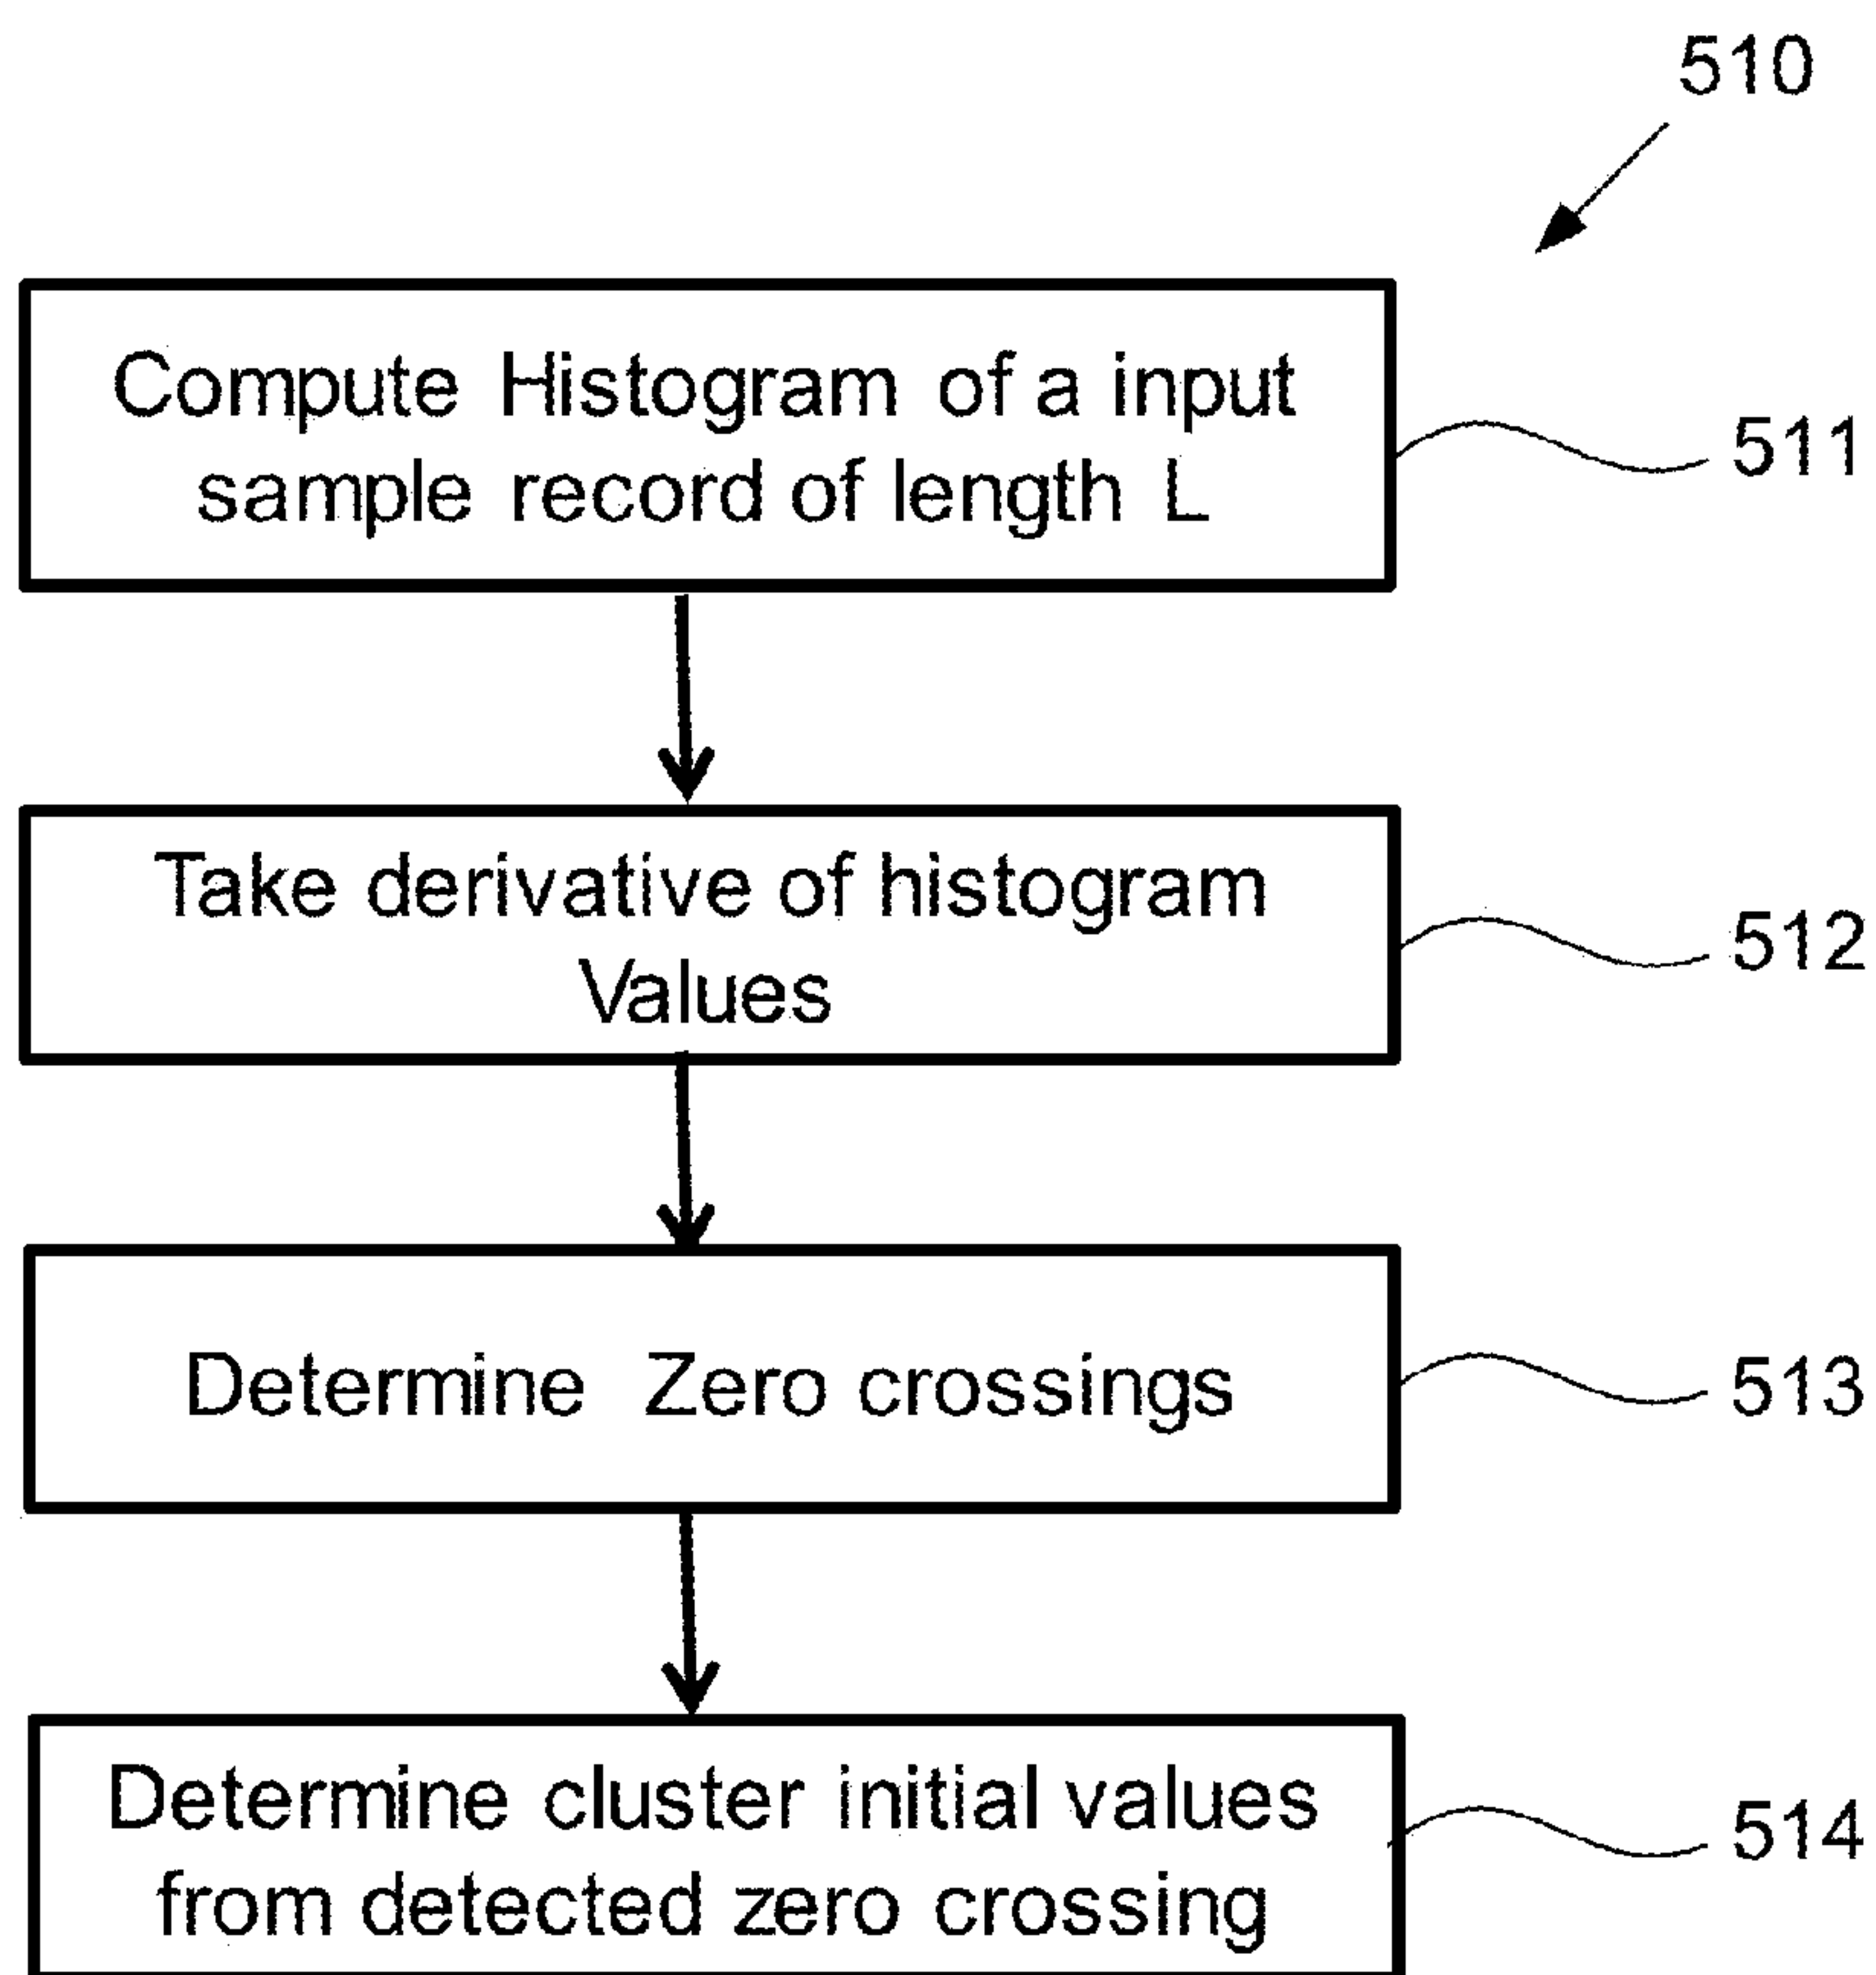 510
Compute Histogram of a input
sample record of length L
511
Take derivative of histogram
Values
512
Determine Zero crossings
513
Determine cluster initial values
from detected zero crossing
514